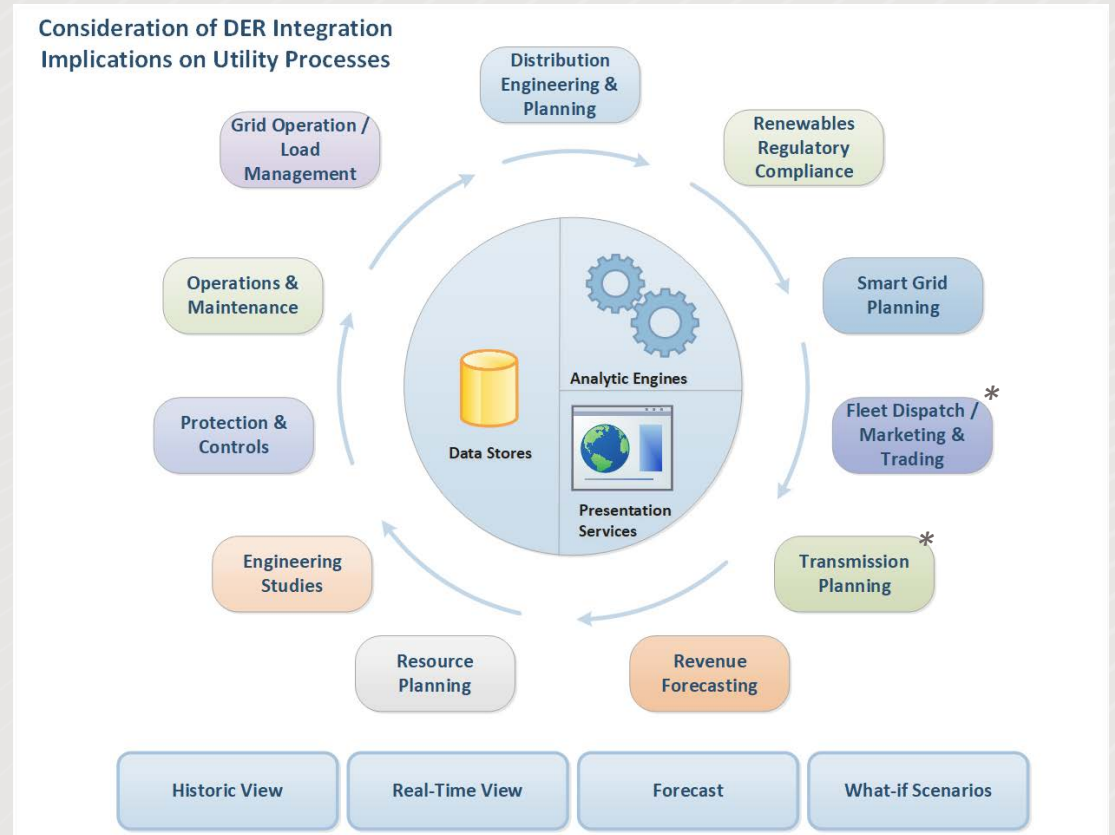 Consideration of DER Integration
Implications on Utility Processes
Distribution
Engineering &
Planning
Renewables
Regulatory
Compliance
Smart Grid
Planning
*
Fleet Dispatch /
Marketing &
Trading
*
Transmission
Planning
Revenue
Forecasting
Resource
Planning
Engineering
Studies
Protection &
Controls
Operations &
Maintenance
Grid Operation /
Load
Management
Data Stores
Analytic Engines
Presentation
Services
Historic View
Real-Time View
Forecast
What-if Scenarios